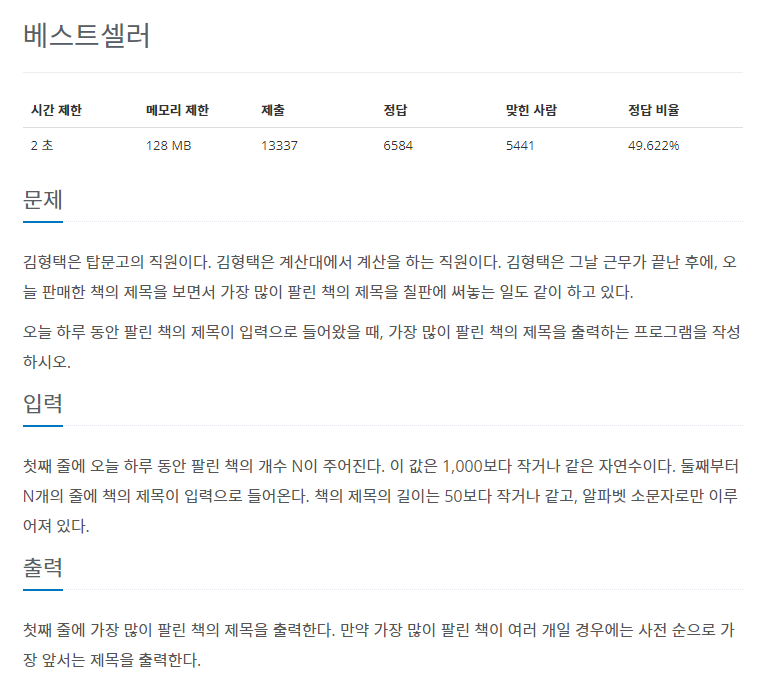 베스트셀러
시간 제한 메모리 제한 제출 정답 맞힌 사람 정답 비율
2 초 128 MB 13337 6584 5441 49.622%
문제
김형택은 탑문고의 직원이다. 김형택은 계산대에서 계산을 하는 직원이다. 김형택은 그날 근무가 끝난 후에, 오
늘 판매한 책의 제목을 보면서 가장 많이 팔린 책의 제목을 칠판에 써놓는 일도 같이 하고 있다.
오늘 하루 동안 팔린 책의 제목이 입력으로 들어왔을 때, 가장 많이 팔린 책의 제목을 출력하는 프로그램을 작성
하시오.
입력
첫째 줄에 오늘 하루 동안 팔린 책의 개수 N이 주어진다. 이 값은 1,000보다 작거나 같은 자연수이다. 둘째부터
N개의 줄에 책의 제목이 입력으로 들어온다. 책의 제목의 길이는 50보다 작거나 같고, 알파벳 소문자로만 이루
어져 있다.
출력
첫째 줄에 가장 많이 팔린 책의 제목을 출력한다. 만약 가장 많이 팔린 책이 여러 개일 경우에는 사전 순으로 가
장 앞서는 제목을 출력한다.